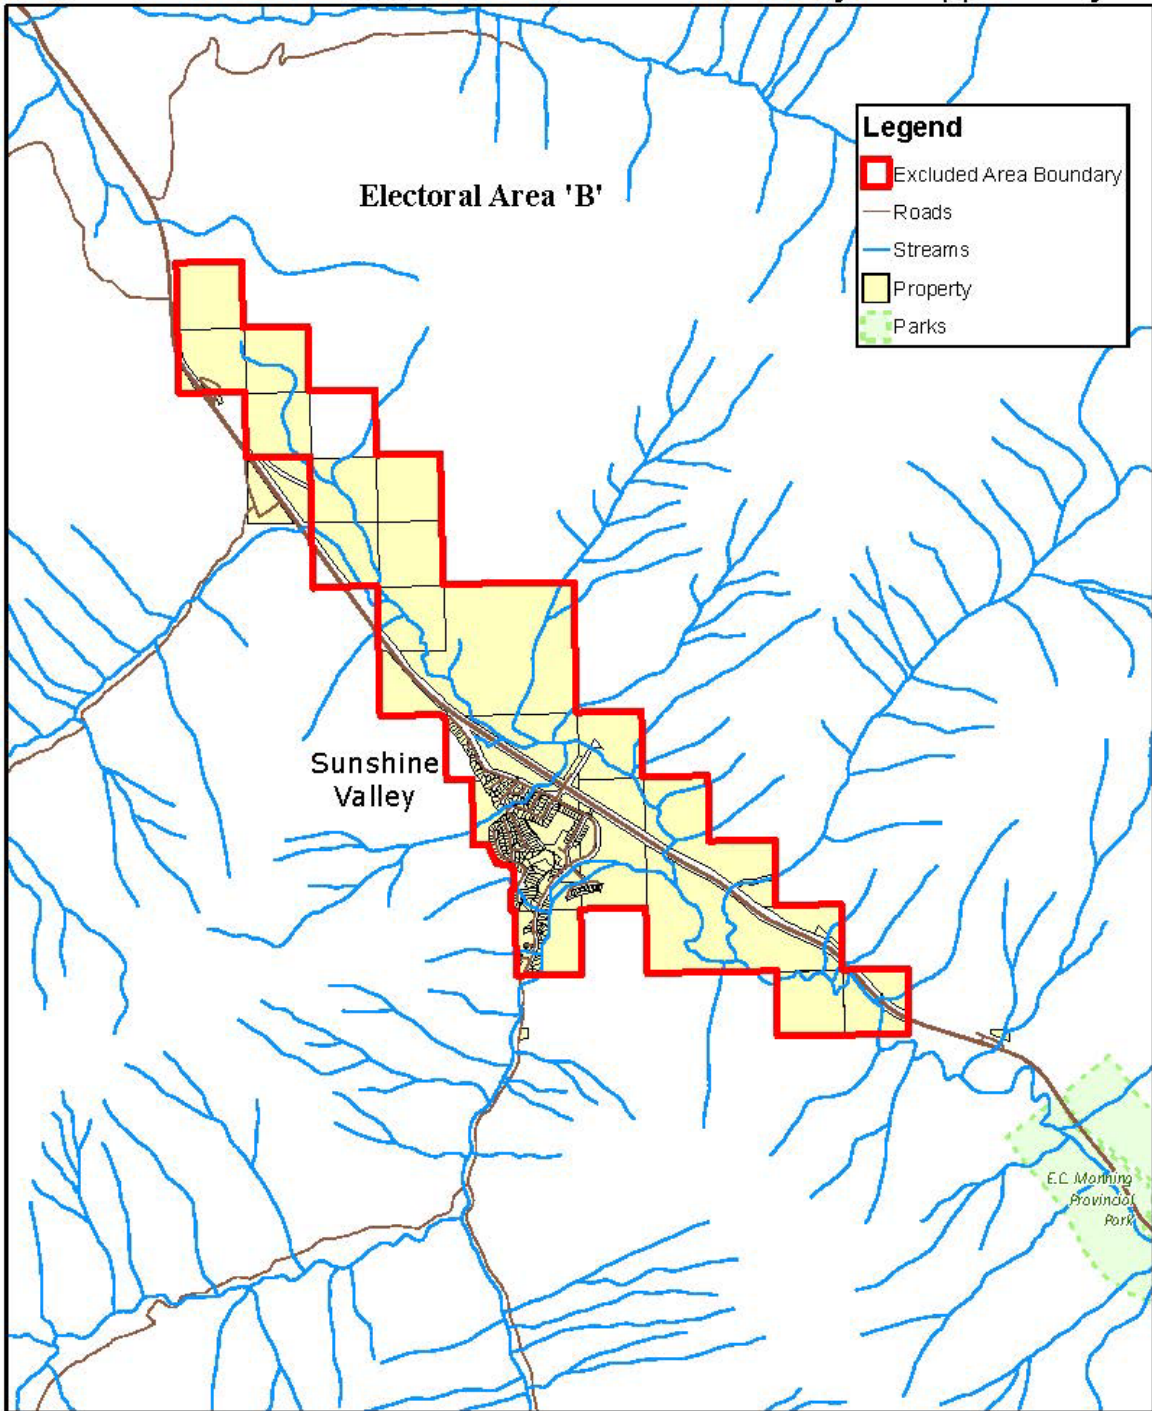 Electoral Area 'B'
Legend
Excluded Area Boundary
Roads
Streams
Property
Parks
Sunshine
Valley
E.C. Manning
Provincial
Park